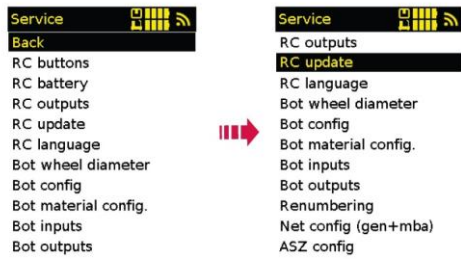 Service
Back
RC buttons
RC battery
RC outputs
RC update
RC language
Bot wheel diameter
Bot config
Bot material config.
Bot inputs
Bot outputs
Service
RC outputs
RC update
RC language
Bot wheel diameter
Bot config
Bot material config.
Bot inputs
Bot outputs
Renumbering
Net config (gen+mba)
ASZ config